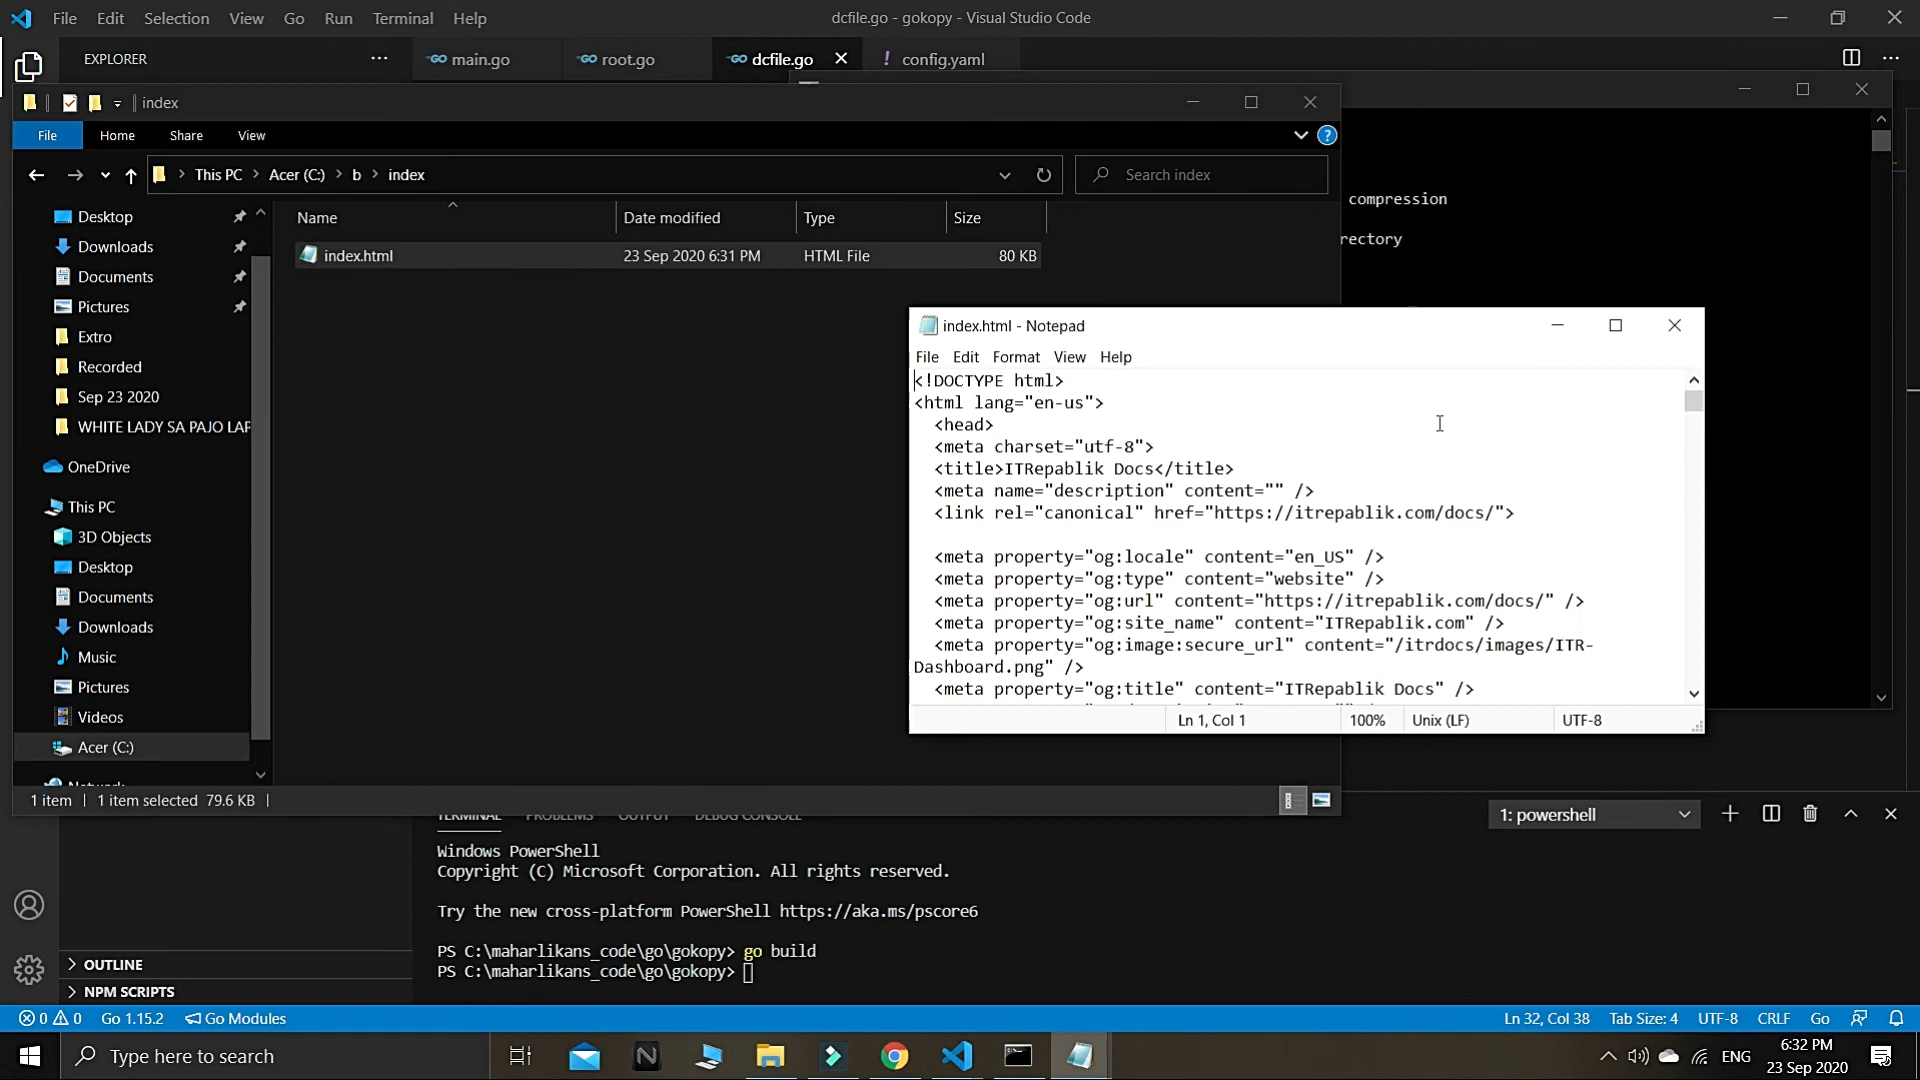 File Edit Selection View Go Run Terminal Help
dcfile.go - gokopy - Visual Studio Code
EXPLORER
main.go
root.go
dcfile.go
! config.yaml
index
File Home Share View
This PC > Acer (C:) > b > index
Search index
Name Date modified Type Size
index.html 23 Sep 2020 6:31 PM HTML File 80 KB
Desktop
Downloads
Documents
Pictures
Extro
Recorded
Sep 23 2020
WHITE LADY SA PAJO LAP
OneDrive
This PC
3D Objects
Desktop
Documents
Downloads
Music
Pictures
Videos
Acer (C:)
Network
1 item 1 item selected 79.6 KB
compression
rectory
index.html - Notepad
File Edit Format View Help
<!DOCTYPE html>
<html lang="en-us">
<head>
<meta charset="utf-8">
<title>ITRepablik Docs</title>
<meta name="description" content="" />
<link rel="canonical" href="https://itrepablik.com/docs/">
<meta property="og:locale" content="en_US" />
<meta property="og:type" content="website" />
<meta property="og:url" content="https://itrepablik.com/docs/" />
<meta property="og:site_name" content="ITRepablik.com" />
<meta property="og:image:secure_url" content="/itrdocs/images/ITR-
Dashboard.png" />
<meta property="og:title" content="ITRepablik Docs" />
Ln 1, Col 1 100% Unix (LF) UTF-8
TERMINAL PROBLEMS OUTPUT DEBUG CONSOLE
1: powershell
Windows PowerShell
Copyright (C) Microsoft Corporation. All rights reserved.
Try the new cross-platform PowerShell https://aka.ms/pscore6
PS C:\maharlikans_code\go\gokopy> go build
PS C:\maharlikans_code\go\gokopy>
OUTLINE
NPM SCRIPTS
0 0 Go 1.15.2 Go Modules
Ln 32, Col 38 Tab Size: 4 UTF-8 CRLF Go
Type here to search
ENG
6:32 PM
23 Sep 2020